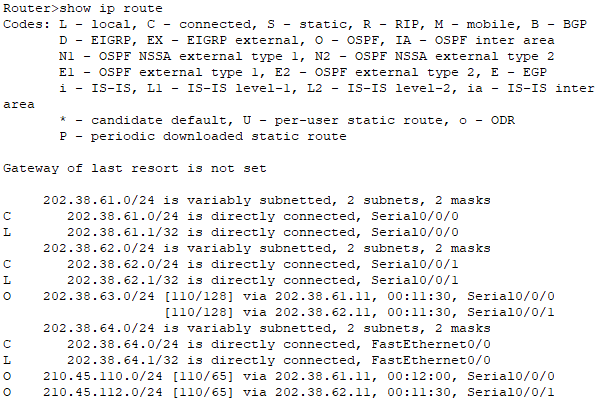 Router>show ip route
Codes: L - local, C - connected, S - static, R - RIP, M - mobile, B - BGP
       D - EIGRP, EX - EIGRP external, O - OSPF, IA - OSPF inter area
       N1 - OSPF NSSA external type 1, N2 - OSPF NSSA external type 2
       E1 - OSPF external type 1, E2 - OSPF external type 2, E - EGP
       i - IS-IS, L1 - IS-IS level-1, L2 - IS-IS level-2, ia - IS-IS inter
area
       * - candidate default, U - per-user static route, o - ODR
       P - periodic downloaded static route

Gateway of last resort is not set

     202.38.61.0/24 is variably subnetted, 2 subnets, 2 masks
C       202.38.61.0/24 is directly connected, Serial0/0/0
L       202.38.61.1/32 is directly connected, Serial0/0/0
     202.38.62.0/24 is variably subnetted, 2 subnets, 2 masks
C       202.38.62.0/24 is directly connected, Serial0/0/1
L       202.38.62.1/32 is directly connected, Serial0/0/1
O    202.38.63.0/24 [110/128] via 202.38.61.11, 00:11:30, Serial0/0/0
                    [110/128] via 202.38.62.11, 00:11:30, Serial0/0/1
     202.38.64.0/24 is variably subnetted, 2 subnets, 2 masks
C       202.38.64.0/24 is directly connected, FastEthernet0/0
L       202.38.64.1/32 is directly connected, FastEthernet0/0
O    210.45.110.0/24 [110/65] via 202.38.61.11, 00:12:00, Serial0/0/0
O    210.45.112.0/24 [110/65] via 202.38.62.11, 00:11:30, Serial0/0/1